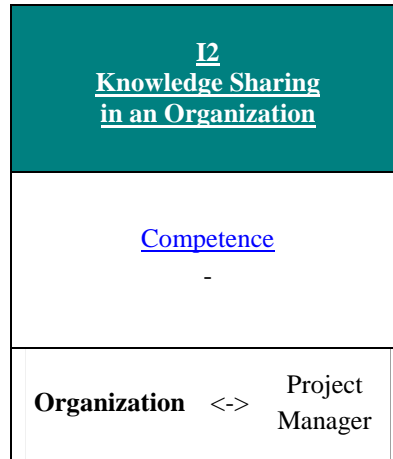 I2
Knowledge Sharing
in an Organization
Competence
-
Organization <-> Project
Manager